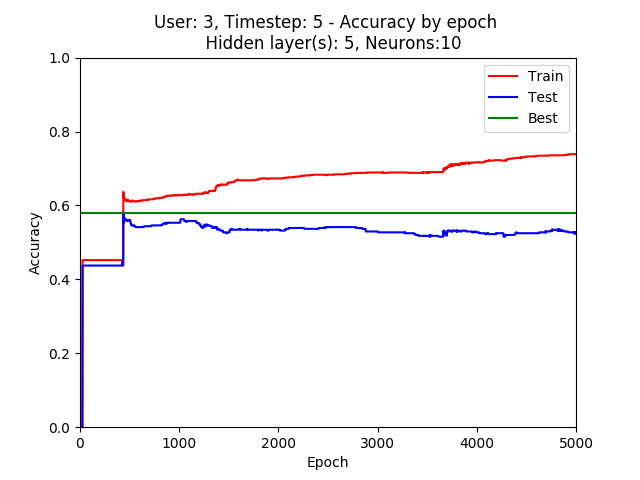 User: 3, Timestep: 5 - Accuracy by epoch
Hidden layer(s): 5, Neurons:10
1.0
0.8
0.6
0.4
0.2
0.0
Accuracy
Train
Test
Best
0 1000 2000 3000 4000 5000
Epoch